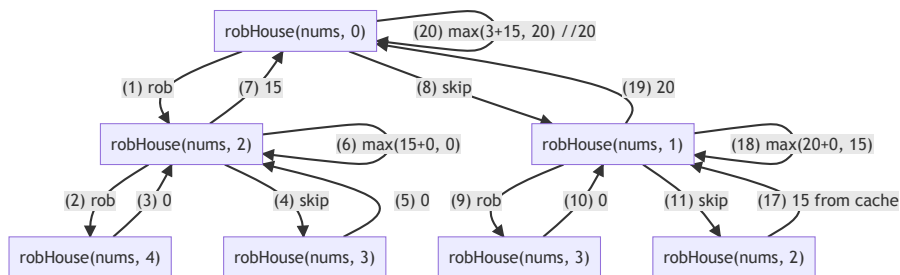 robHouse(nums, 0)
(20) max(3+15, 20) //20
(1) rob
(7) 15
(8) skip
(19) 20
robHouse(nums, 2)
(6) max(15+0, 0)
robHouse(nums, 1)
(18) max(20+0, 15)
(2) rob
(3) 0
(4) skip
(5) 0
(9) rob
(10) 0
(11) skip
(17) 15 from cache
robHouse(nums, 4)
robHouse(nums, 3)
robHouse(nums, 3)
robHouse(nums, 2)